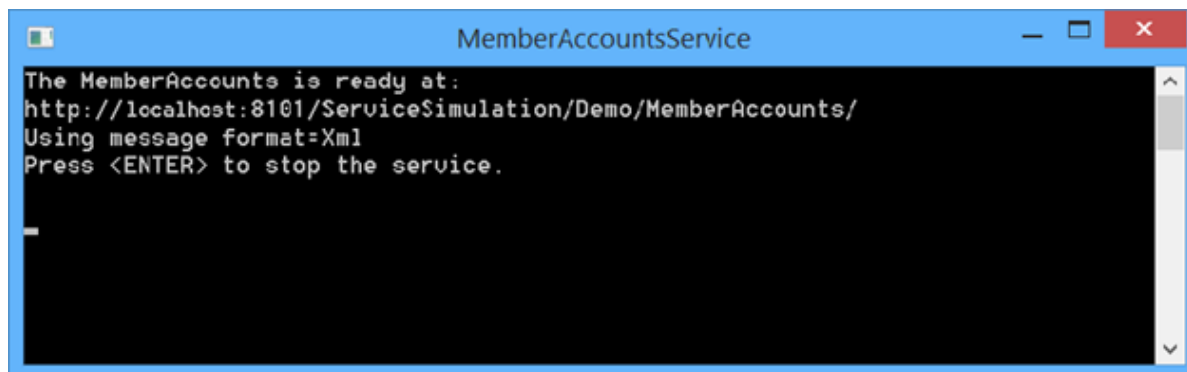 MemberAccountsService
The MemberAccounts is ready at:
http://localhost:8101/ServiceSimulation/Demo/MemberAccounts/
Using message format=Xml
Press <ENTER> to stop the service.